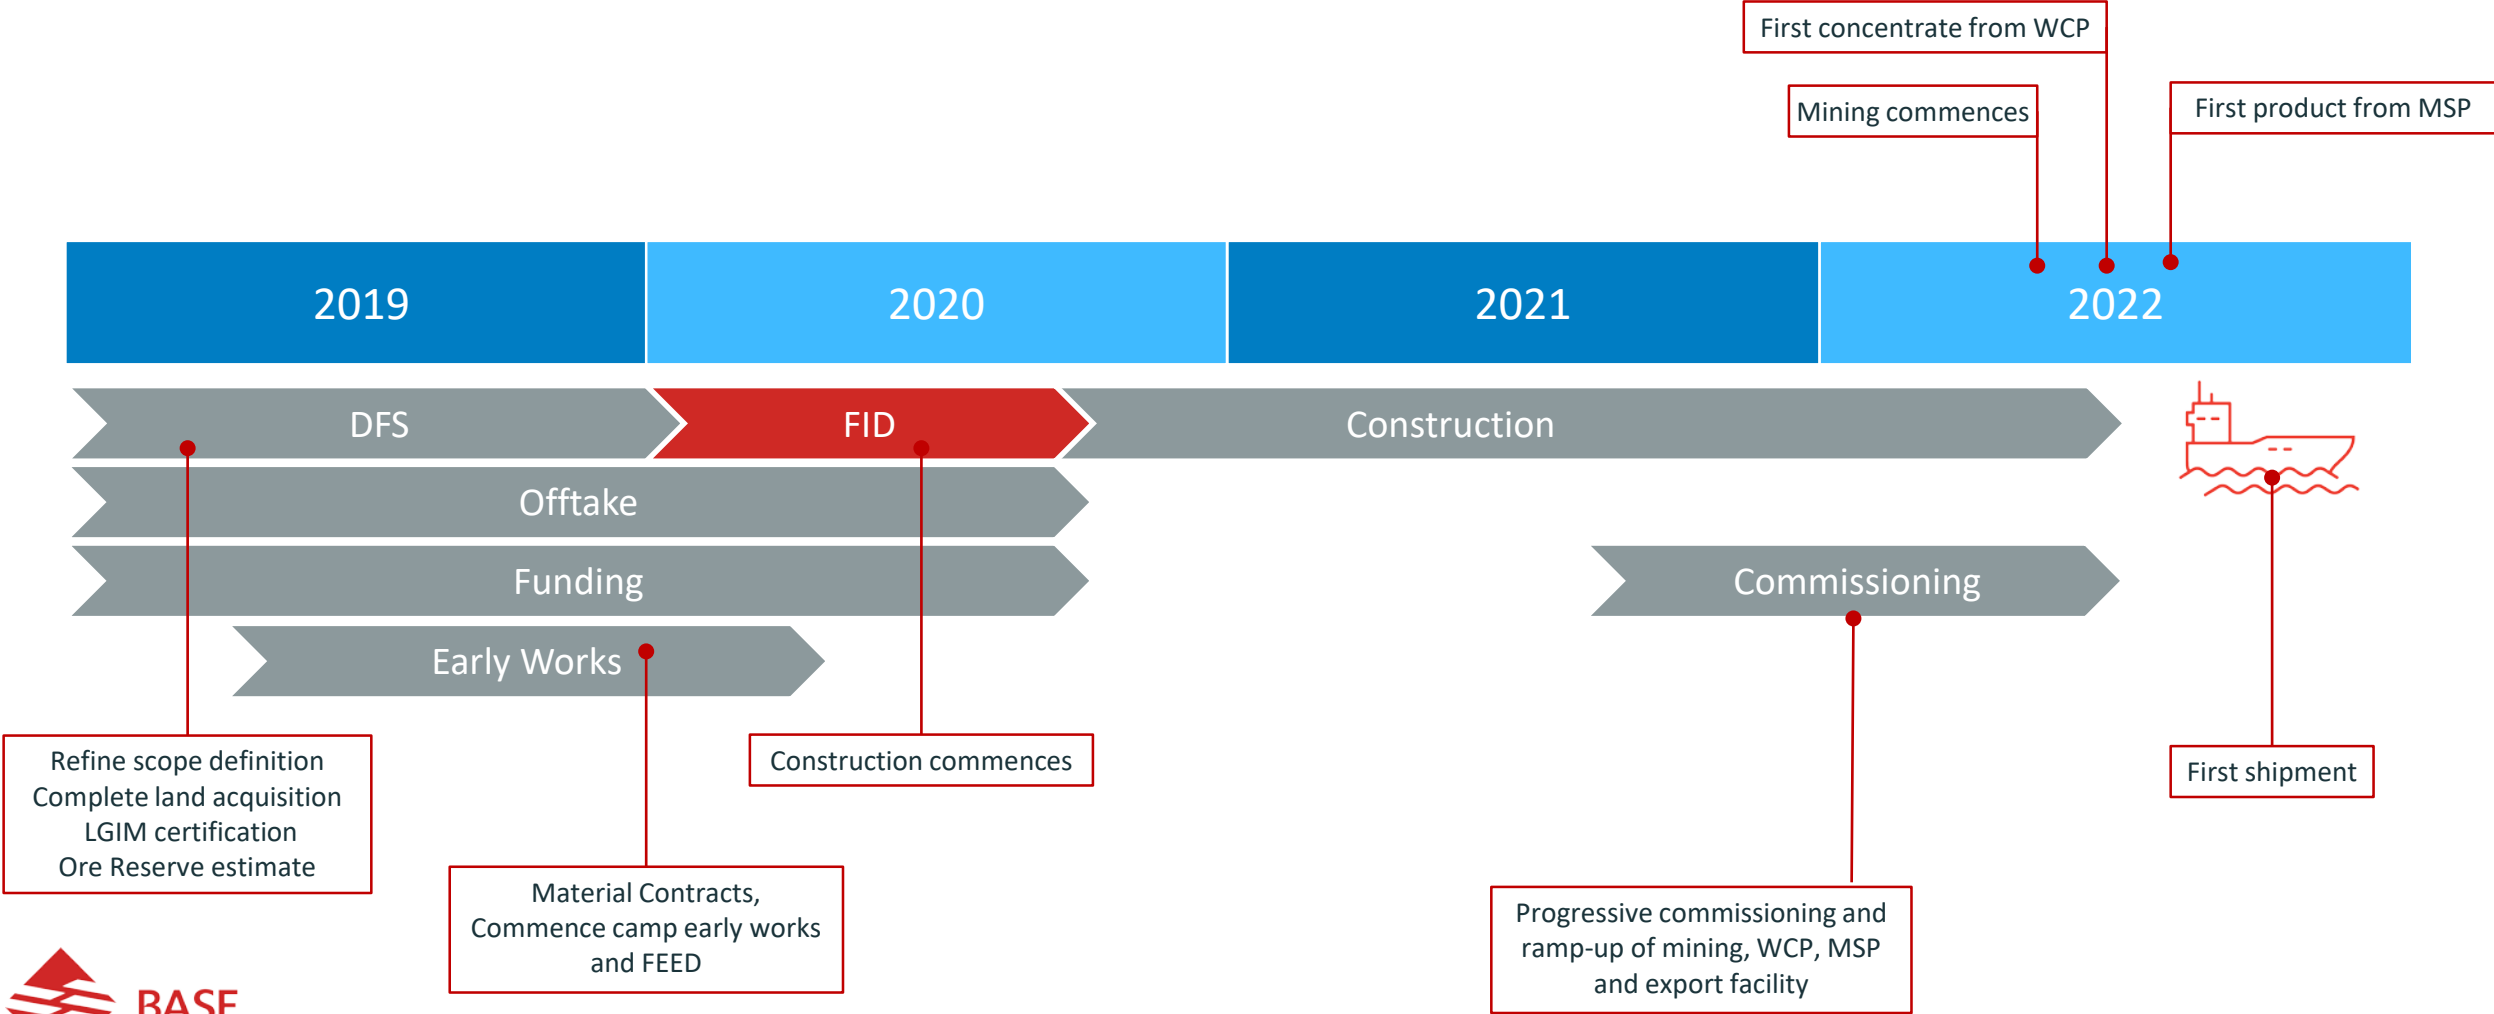 First concentrate from WCP
Mining commences
First product from MSP
2019
2020
2021
2022
DFS
FID
Construction
Offtake
Funding
Commissioning
Early Works
Refine scope definition
Complete land acquisition
LGIM certification
Ore Reserve estimate
Construction commences
First shipment
Material Contracts,
Commence camp early works
and FEED
Progressive commissioning and
ramp-up of mining, WCP, MSP
and export facility
BASE